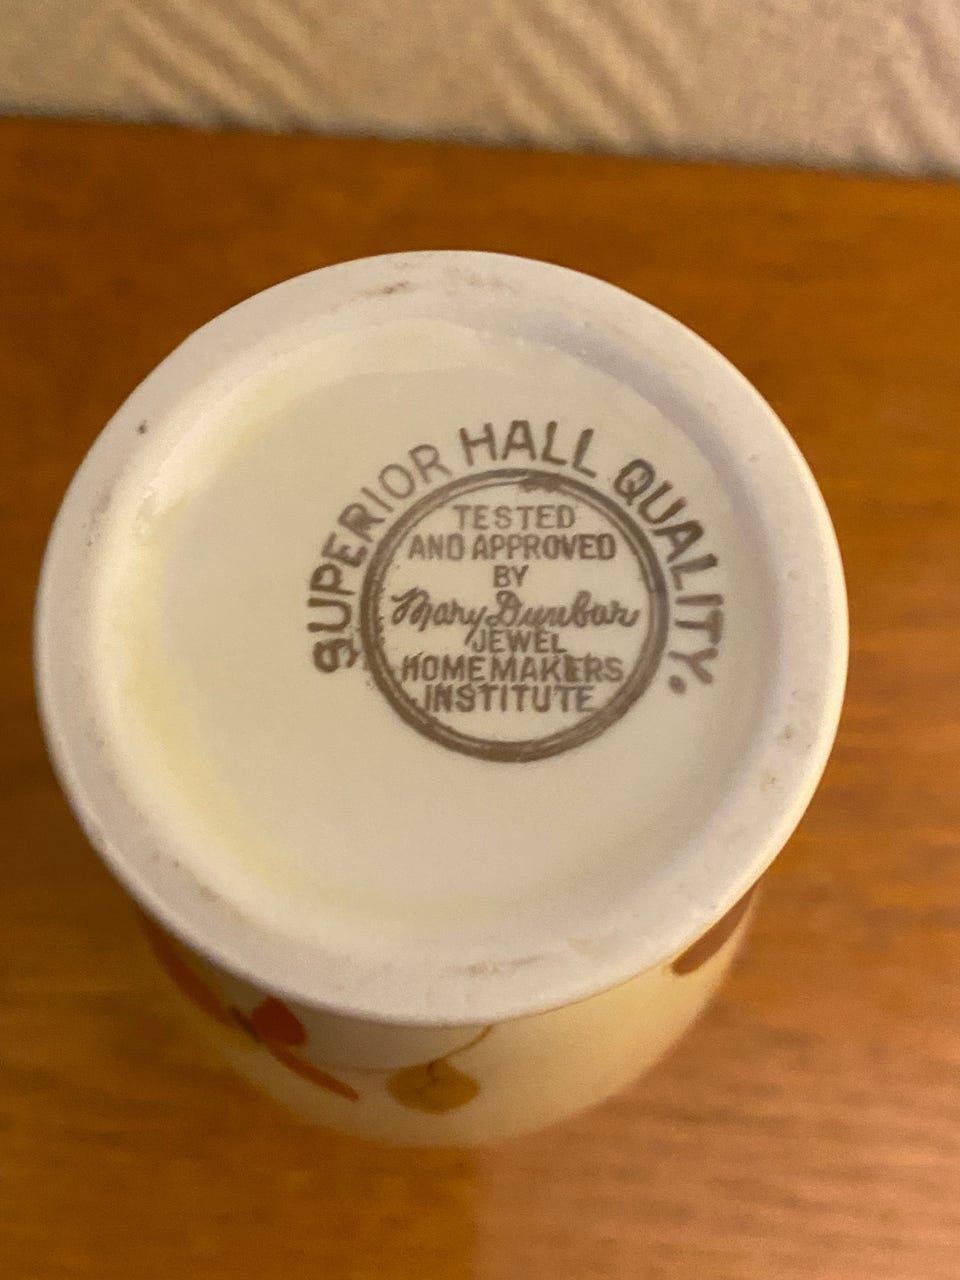 SUPERIOR HALL QUALITY.
TESTED
AND APPROVED
BY
Mary Dunbar
JEWEL
HOMEMAKERS
INSTITUTE